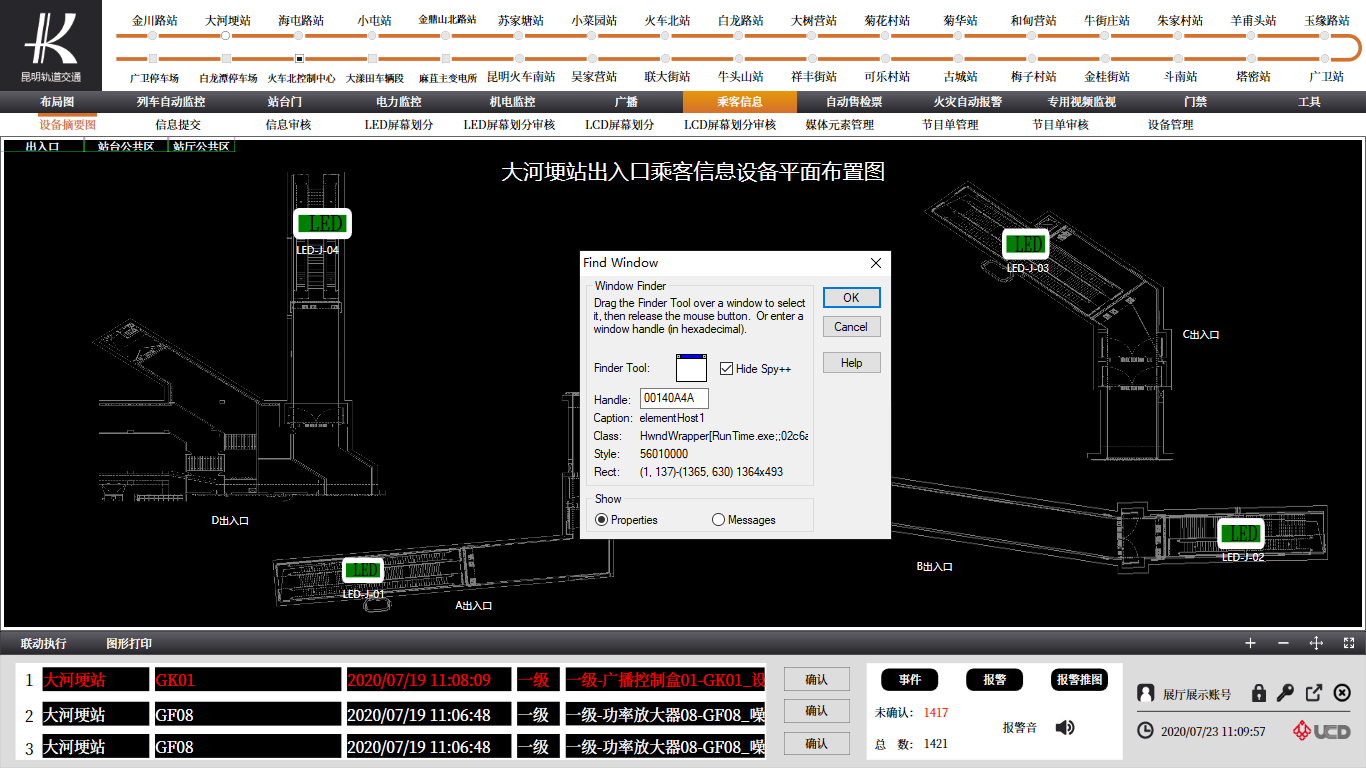 昆明轨道交通
金川路站 大河埂站 海屯路站 小屯站 金鼎山北路站 苏家塘站 小菜园站 火车北站 白龙路站 大树营站 菊花村站 菊华站 和甸营站 牛街庄站 朱家村站 羊甫头站 玉缘路站
广卫停车场 白龙潭停车场 火车北控制中心 大漾田车辆段 麻苴主变电所 昆明火车南站 吴家营站 联大街站 牛头山站 祥丰街站 可乐村站 古城站 梅子村站 金桂街站 斗南站 塔密站 广卫站
布局图 列车自动监控 站台门 电力监控 机电监控 广播 乘客信息 自动售检票 火灾自动报警 专用视频监视 门禁 工具
设备摘要图 信息提交 信息审核 LED屏幕划分 LED屏幕划分审核 LCD屏幕划分 LCD屏幕划分审核 媒体元素管理 节目单管理 节目单审核 设备管理
出入口 站台公共区 站厅公共区
大河埂站出入口乘客信息设备平面布置图
LED
LED-J-04
LED
LED-J-03
C出入口
Find Window
Window Finder
Drag the Finder Tool over a window to select
it, then release the mouse button. Or enter a
window handle (in hexadecimal).
OK
Cancel
Help
Finder Tool:
Hide Spy++
Handle: 00140A4A
Caption: elementHost1
Class: HwndWrapper[RunTime.exe;;02c6a
Style: 56010000
Rect: (1, 137)-(1365, 630) 1364x493
Show
Properties Messages
D出入口
LED
LED-J-02
B出入口
LED
LED-J-01
A出入口
联动执行 图形打印
1 大河埂站 GK01 2020/07/19 11:08:09 一级 一级-广播控制盒01-GK01_设 确认
2 大河埂站 GF08 2020/07/19 11:06:48 一级 一级-功率放大器08-GF08_噪 确认
3 大河埂站 GF08 2020/07/19 11:06:48 一级 一级-功率放大器08-GF08_噪 确认
事件 报警 报警推图
未确认: 1417
报警音
总 数: 1421
展厅展示账号
2020/07/23 11:09:57
UCD